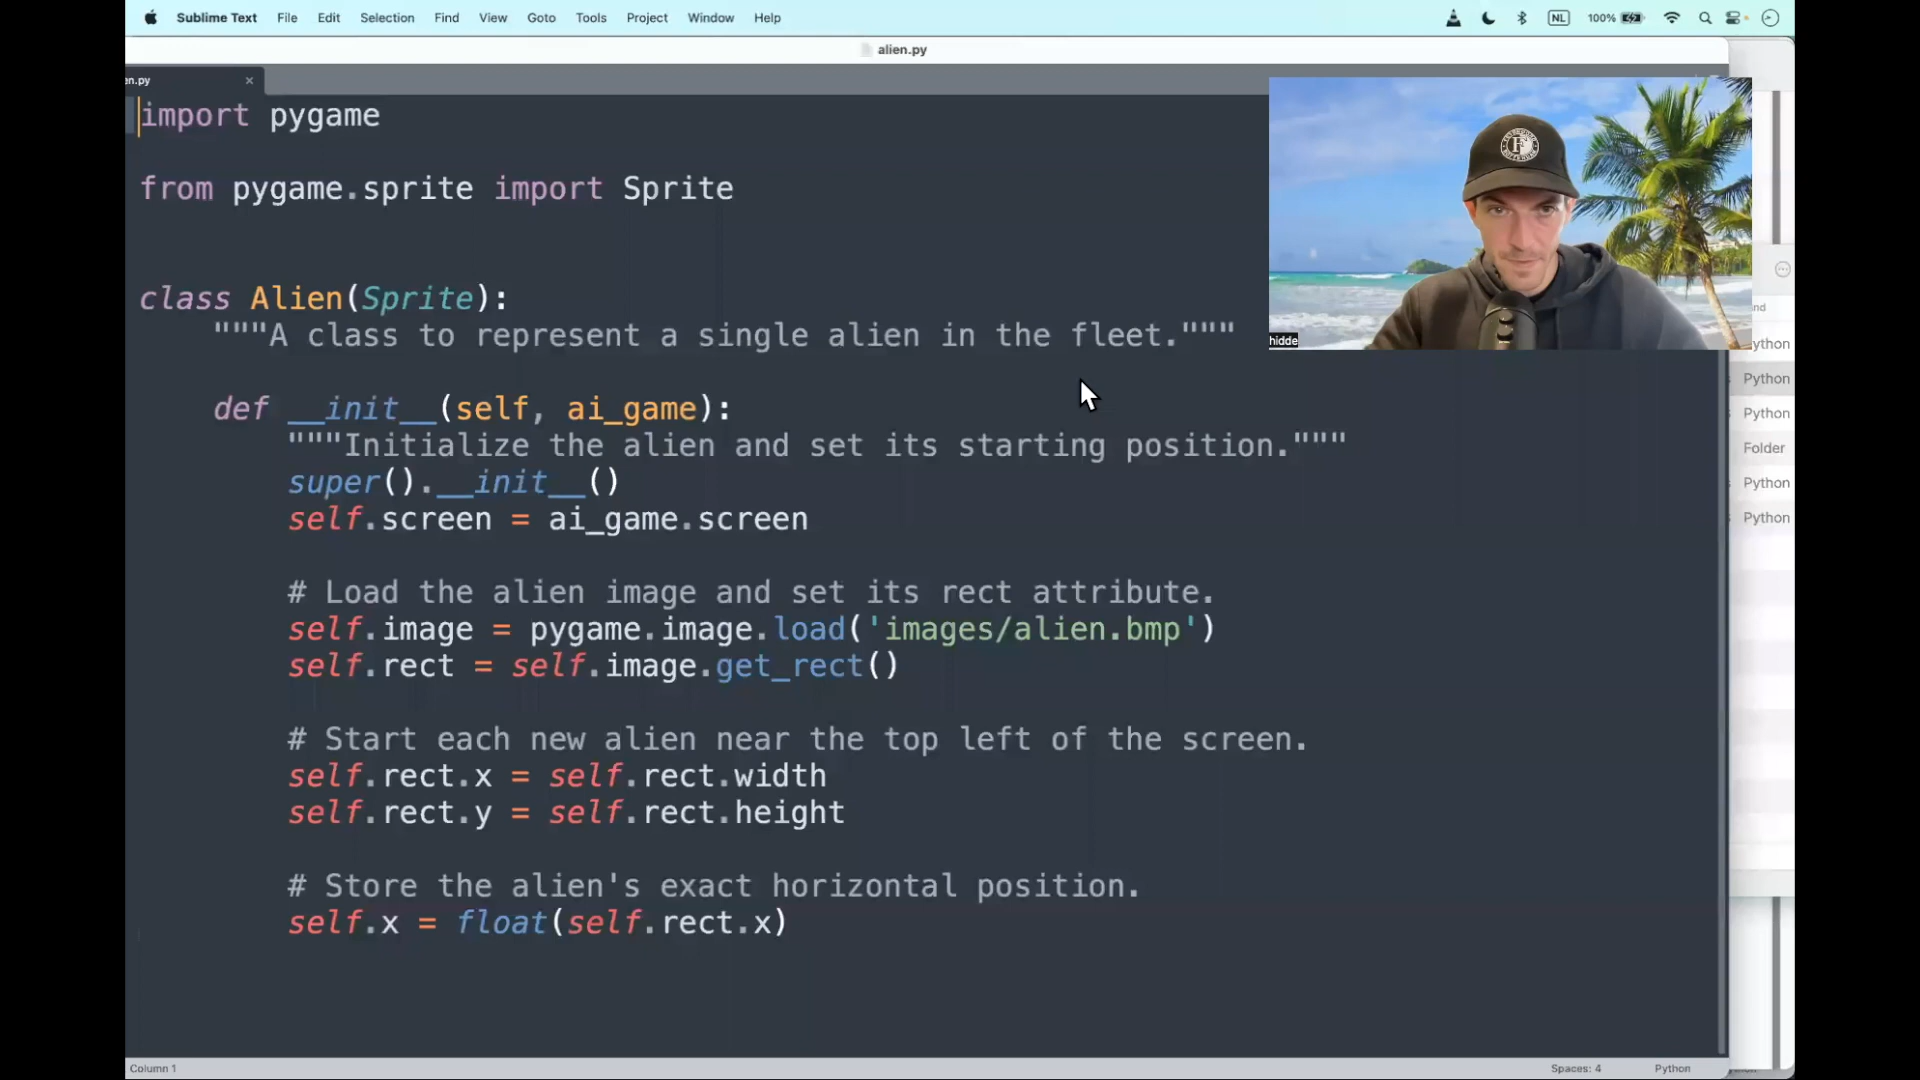 Sublime Text File Edit Selection Find View Goto Tools Project Window Help NL 100%
alien.py
en.py ×
import pygame
from pygame.sprite import Sprite
class Alien(Sprite):
"""A class to represent a single alien in the fleet."""
def __init__(self, ai_game):
"""Initialize the alien and set its starting position."""
super().__init__()
self.screen = ai_game.screen
# Load the alien image and set its rect attribute.
self.image = pygame.image.load('images/alien.bmp')
self.rect = self.image.get_rect()
# Start each new alien near the top left of the screen.
self.rect.x = self.rect.width
self.rect.y = self.rect.height
# Store the alien's exact horizontal position.
self.x = float(self.rect.x)
hidde
nd
ython
Python
Python
Folder
Python
Python
Column 1 Spaces: 4 Python